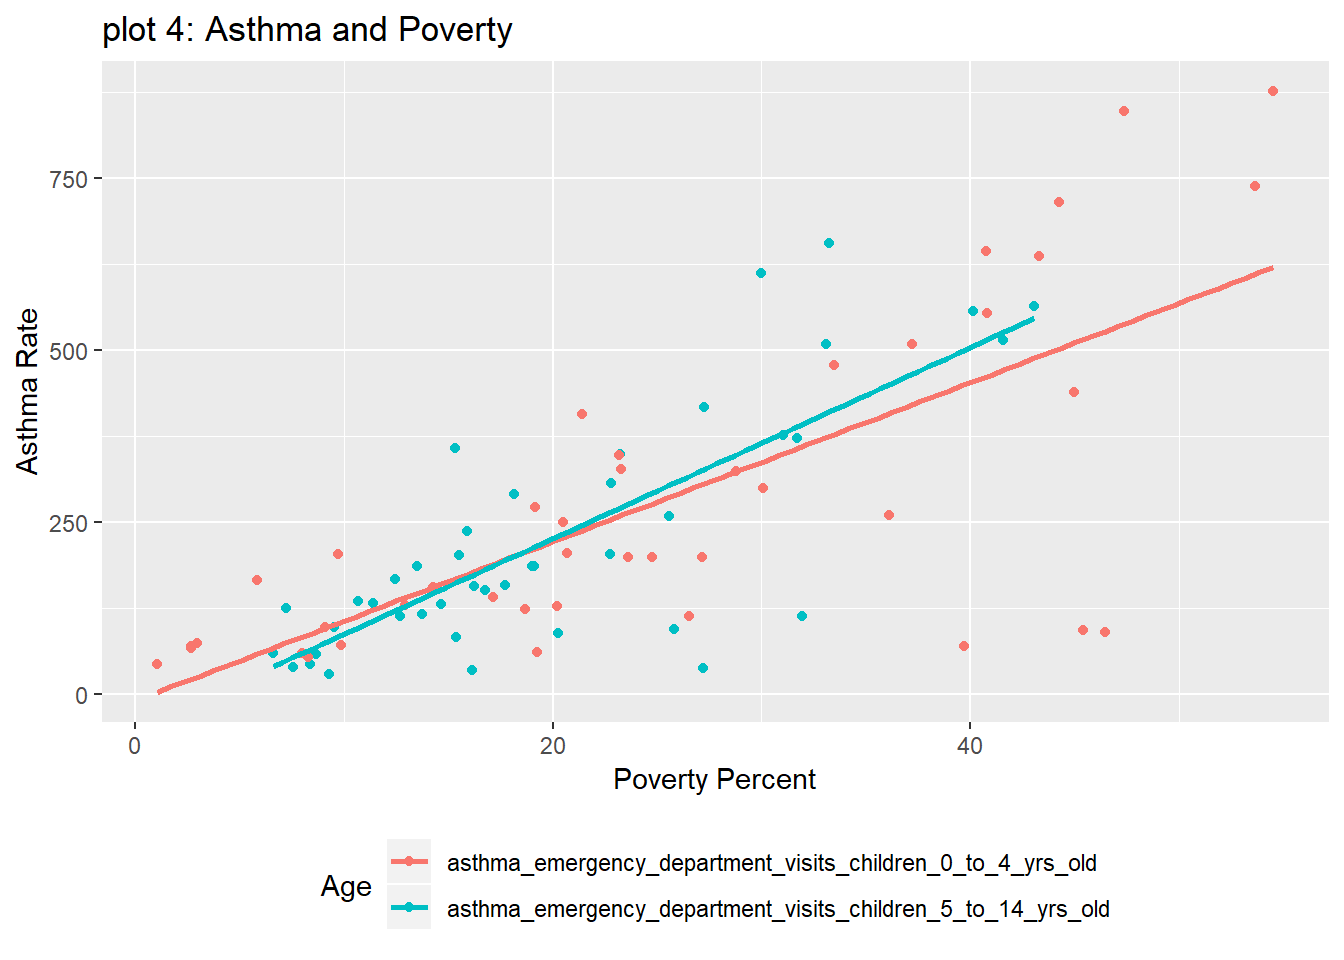 plot 4: Asthma and Poverty
750
500
250
0
Asthma Rate
0 20 40
Poverty Percent
Age
asthma_emergency_department_visits_children_0_to_4_yrs_old
asthma_emergency_department_visits_children_5_to_14_yrs_old